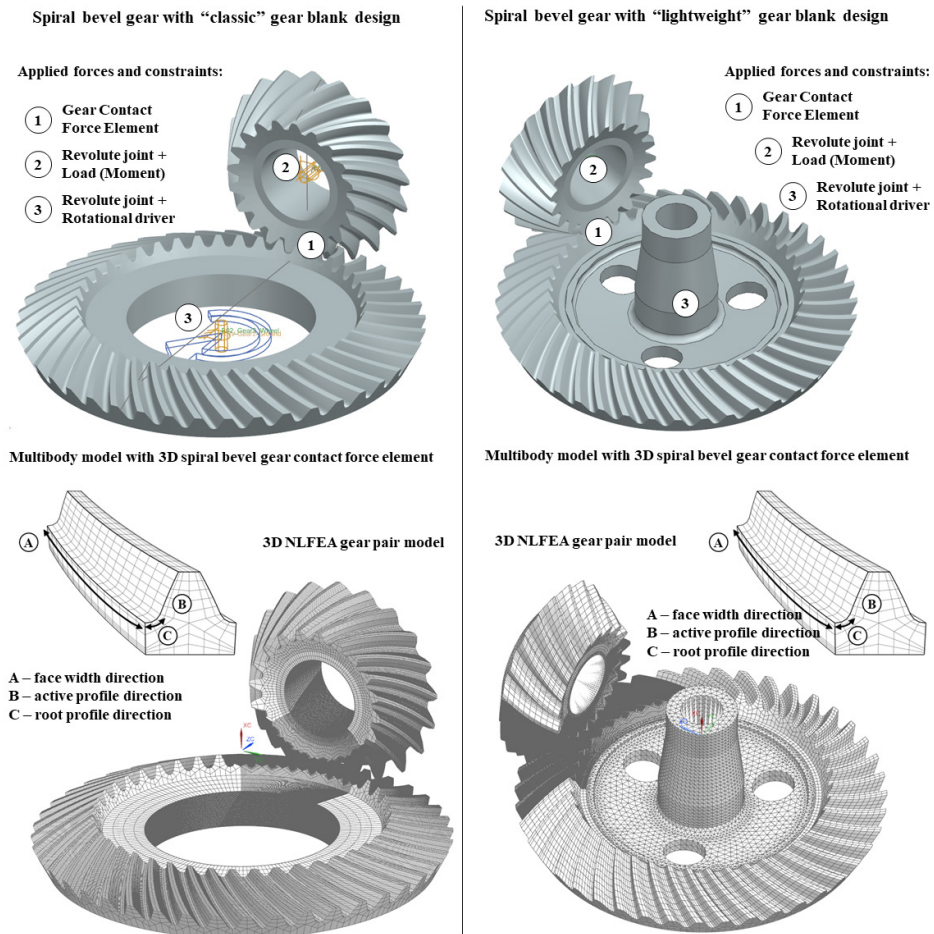 Spiral bevel gear with “classic” gear blank design
Applied forces and constraints:
1 Gear Contact
Force Element
2 Revolute joint +
Load (Moment)
3 Revolute joint +
Rotational driver
2
1
3
Multibody model with 3D spiral bevel gear contact force element
A
B
C
3D NLFEA gear pair model
A – face width direction
B – active profile direction
C – root profile direction
XC
ZC
Spiral bevel gear with “lightweight” gear blank design
Applied forces and constraints:
1 Gear Contact
Force Element
2 Revolute joint +
Load (Moment)
3 Revolute joint +
Rotational driver
2
1
3
Multibody model with 3D spiral bevel gear contact force element
3D NLFEA gear pair model
A
B
C
A – face width direction
B – active profile direction
C – root profile direction